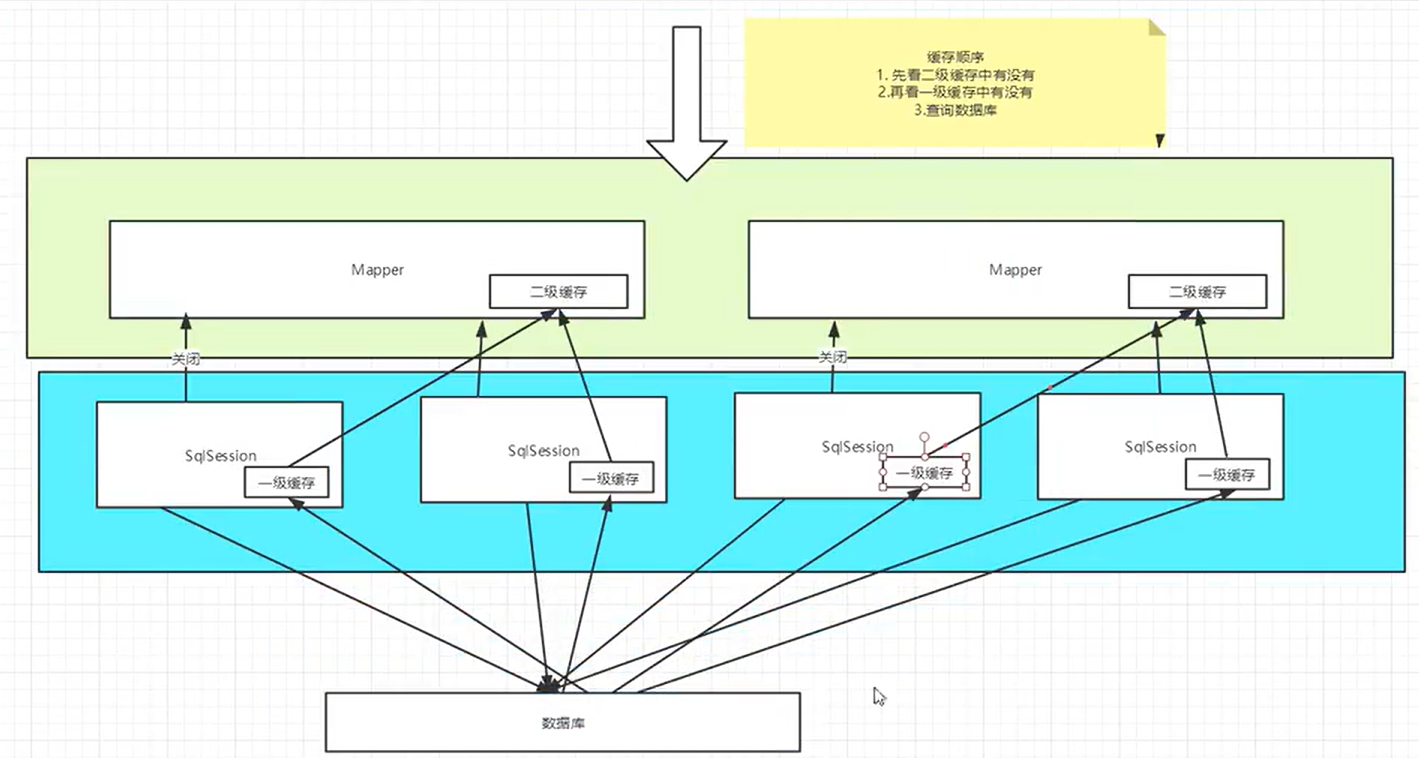 缓存顺序
1. 先看二级缓存中有没有
2.再看一级缓存中有没有
3.查询数据库
Mapper
二级缓存
Mapper
二级缓存
关闭
关闭
SqlSession
一级缓存
SqlSession
一级缓存
SqlSession
一级缓存
SqlSession
一级缓存
数据库